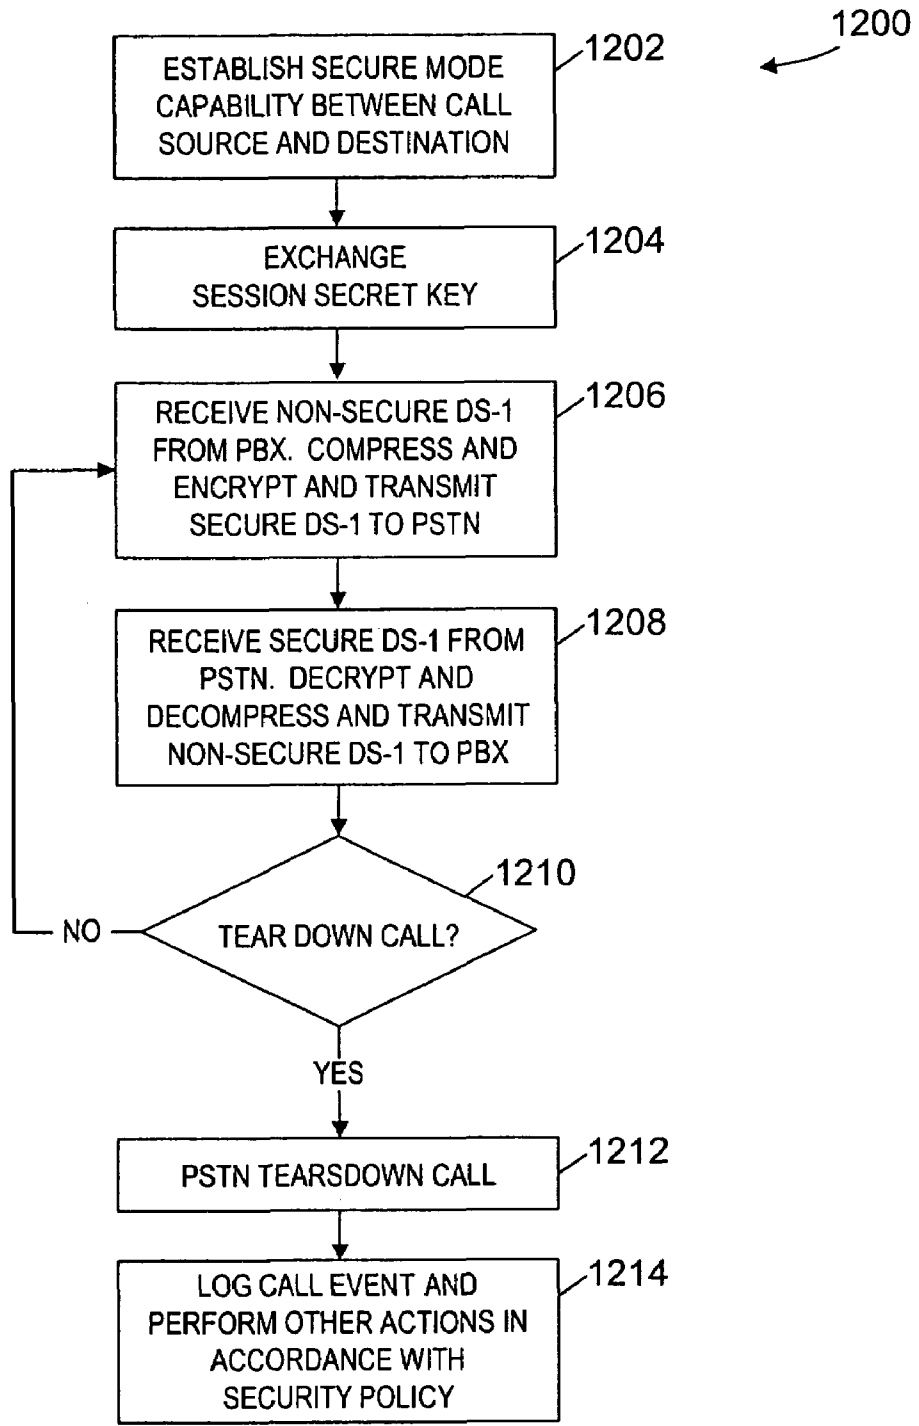 1200
1202
ESTABLISH SECURE MODE
CAPABILITY BETWEEN CALL
SOURCE AND DESTINATION
1204
EXCHANGE
SESSION SECRET KEY
1206
RECEIVE NON-SECURE DS-1
FROM PBX. COMPRESS AND
ENCRYPT AND TRANSMIT
SECURE DS-1 TO PSTN
1208
RECEIVE SECURE DS-1 FROM
PSTN. DECRYPT AND
DECOMPRESS AND TRANSMIT
NON-SECURE DS-1 TO PBX
1210
TEAR DOWN CALL?
NO
YES
1212
PSTN TEARSDOWN CALL
1214
LOG CALL EVENT AND
PERFORM OTHER ACTIONS IN
ACCORDANCE WITH
SECURITY POLICY